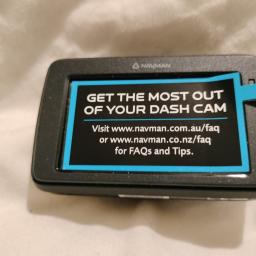 NAVMAN
GET THE MOST OUT
OF YOUR DASH CAM
Visit www.navman.com.au/faq
or www.navman.co.nz/faq
for FAQs and Tips.